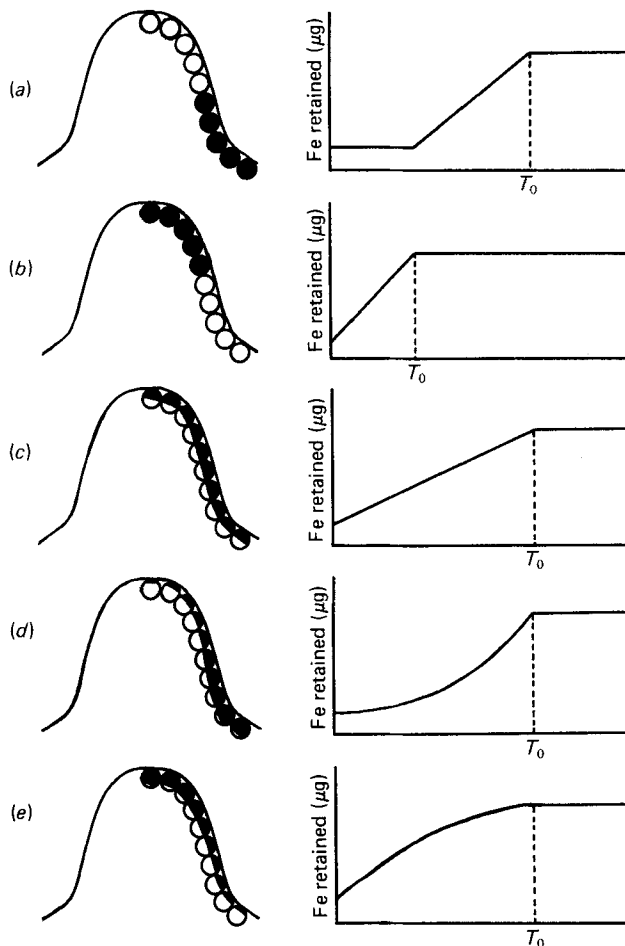 (a)
Fe retained (μg)
T₀
(b)
Fe retained (μg)
T₀
(c)
Fe retained (μg)
T₀
(d)
Fe retained (μg)
T₀
(e)
Fe retained (μg)
T₀